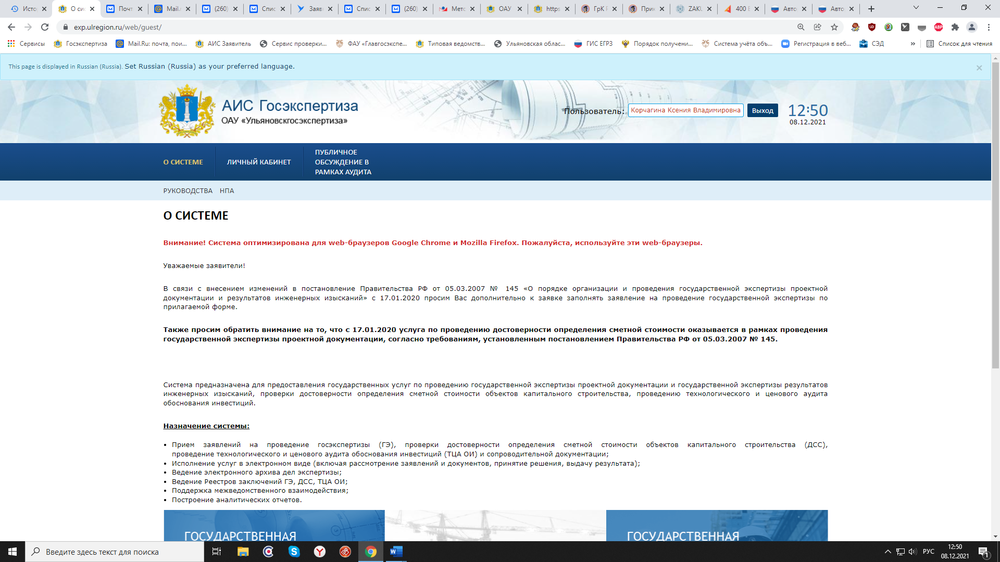 Исто
О сис
Почт
Mail.
(260)
Спис
Заяв
Спис
(260)
Мето
ОАУ
https
ГрК Р
При
ZAKU
400 Е
Авто
Авто
exp.ulregion.ru/web/guest/
Сервисы
Госэкспертиза
Mail.Ru: почта, пои...
АИС Заявитель
Сервис проверки...
ФАУ «Главгосэкспе...
Типовая ведомств...
Ульяновская облас...
ГИС ЕГРЗ
Порядок получени...
Система учёта объ...
Регистрация в веб...
СЭД
»
Список для чтения
This page is displayed in Russian (Russia). Set Russian (Russia) as your preferred language.
АИС Госэкспертиза
ОАУ «Ульяновскгосэкспертиза»
Пользователь: Корчагина Ксения Владимировна Выход
12:50
08.12.2021
О СИСТЕМЕ
ЛИЧНЫЙ КАБИНЕТ
ПУБЛИЧНОЕ
ОБСУЖДЕНИЕ В
РАМКАХ АУДИТА
РУКОВОДСТВА НПА
О СИСТЕМЕ
Внимание! Система оптимизирована для web-браузеров Google Chrome и Mozilla Firefox. Пожалуйста, используйте эти web-браузеры.
Уважаемые заявители!
В связи с внесением изменений в постановление Правительства РФ от 05.03.2007 № 145 «О порядке организации и проведения государственной экспертизы проектной
документации и результатов инженерных изысканий» с 17.01.2020 просим Вас дополнительно к заявке заполнять заявление на проведение государственной экспертизы по
прилагаемой форме.
Также просим обратить внимание на то, что с 17.01.2020 услуга по проведению достоверности определения сметной стоимости оказывается в рамках проведения
государственной экспертизы проектной документации, согласно требованиям, установленным постановлением Правительства РФ от 05.03.2007 № 145.
Система предназначена для предоставления государственных услуг по проведению государственной экспертизы проектной документации и государственной экспертизы результатов
инженерных изысканий, проверки достоверности определения сметной стоимости объектов капитального строительства, проведению технологического и ценового аудита
обоснования инвестиций.
Назначение системы:
• Прием заявлений на проведение госэкспертизы (ГЭ), проверки достоверности определения сметной стоимости объектов капитального строительства (ДСС),
проведение технологического и ценового аудита обоснования инвестиций (ТЦА ОИ) и сопроводительной документации;
• Исполнение услуг в электронном виде (включая рассмотрение заявлений и документов, принятие решения, выдачу результата);
• Ведение электронного архива дел экспертизы;
• Ведение Реестров заключений ГЭ, ДСС, ТЦА ОИ;
• Поддержка межведомственного взаимодействия;
• Построение аналитических отчетов.
ГОСУДАРСТВЕННАЯ
ГОСУДАРСТВЕННАЯ
Введите здесь текст для поиска
РУС
12:50
08.12.2021
1